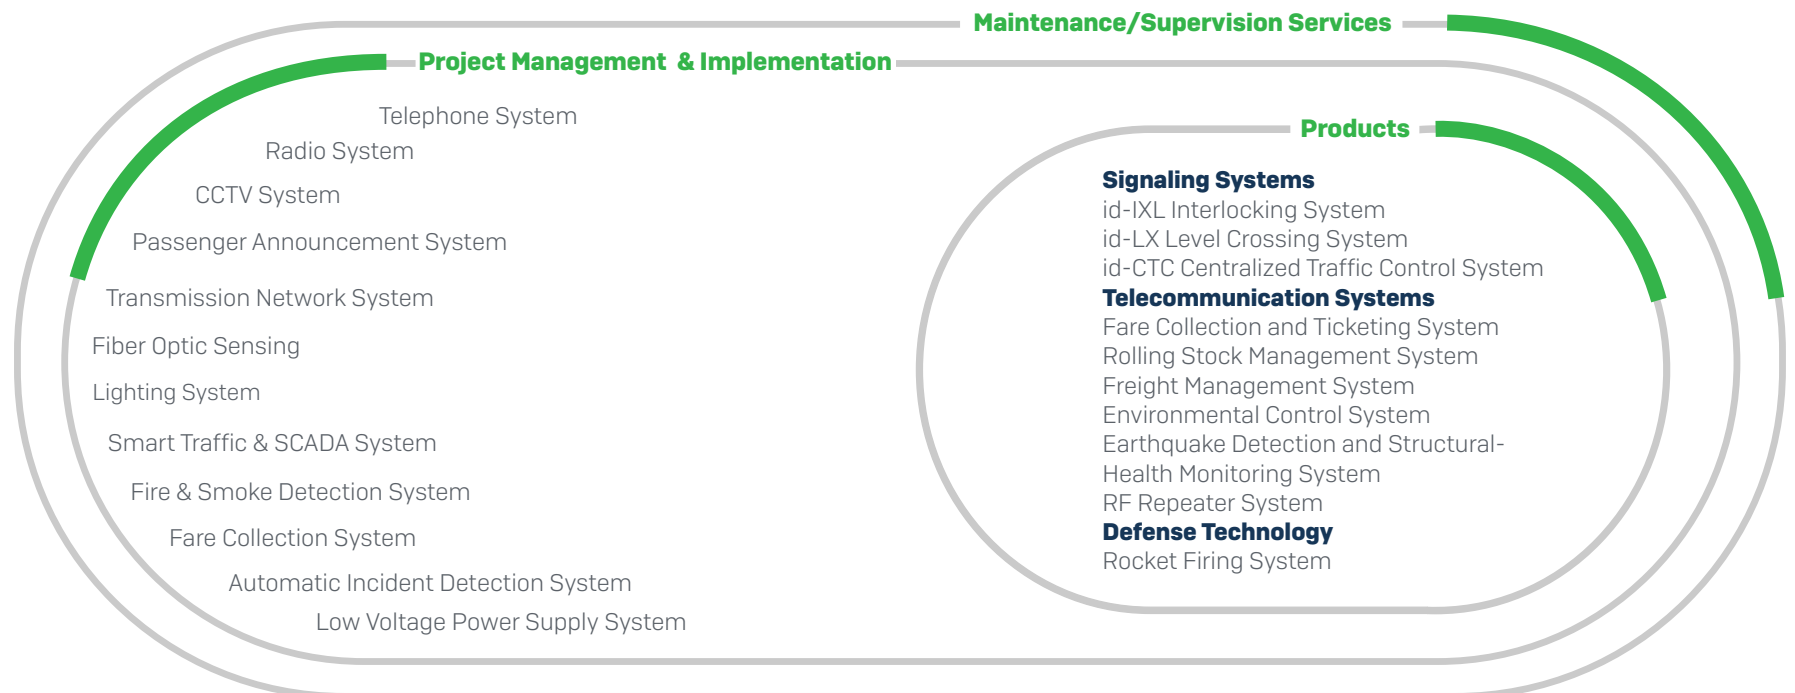 Maintenance/Supervision Services
Project Management & Implementation
Telephone System
Radio System
CCTV System
Passenger Announcement System
Transmission Network System
Fiber Optic Sensing
Lighting System
Smart Traffic & SCADA System
Fire & Smoke Detection System
Fare Collection System
Automatic Incident Detection System
Low Voltage Power Supply System
Products
Signaling Systems
id-IXL Interlocking System
id-LX Level Crossing System
id-CTC Centralized Traffic Control System
Telecommunication Systems
Fare Collection and Ticketing System
Rolling Stock Management System
Freight Management System
Environmental Control System
Earthquake Detection and Structural-
Health Monitoring System
RF Repeater System
Defense Technology
Rocket Firing System